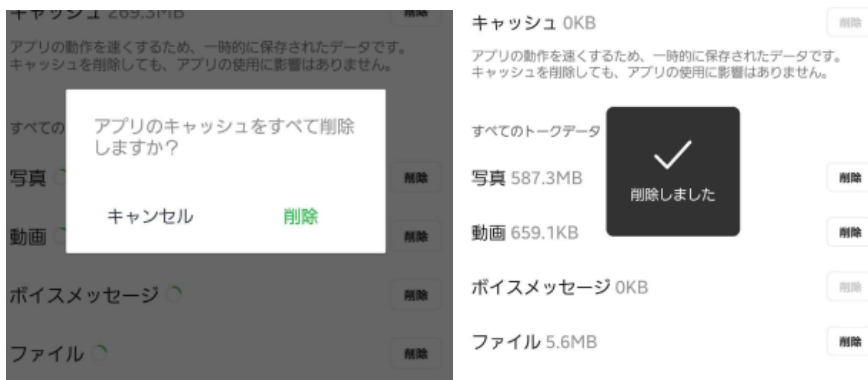 キャッシュ 269.3MB
削除
アプリの動作を速くするため、一時的に保存されたデータです。
キャッシュを削除しても、アプリの使用に影響はありません。
すべての
アプリのキャッシュをすべて削除
しますか？
キャンセル
削除
写真
削除
動画
削除
ボイスメッセージ
削除
ファイル
削除
キャッシュ 0KB
削除
アプリの動作を速くするため、一時的に保存されたデータです。
キャッシュを削除しても、アプリの使用に影響はありません。
すべてのトークデータ
削除しました
写真 587.3MB
削除
動画 659.1KB
削除
ボイスメッセージ 0KB
削除
ファイル 5.6MB
削除